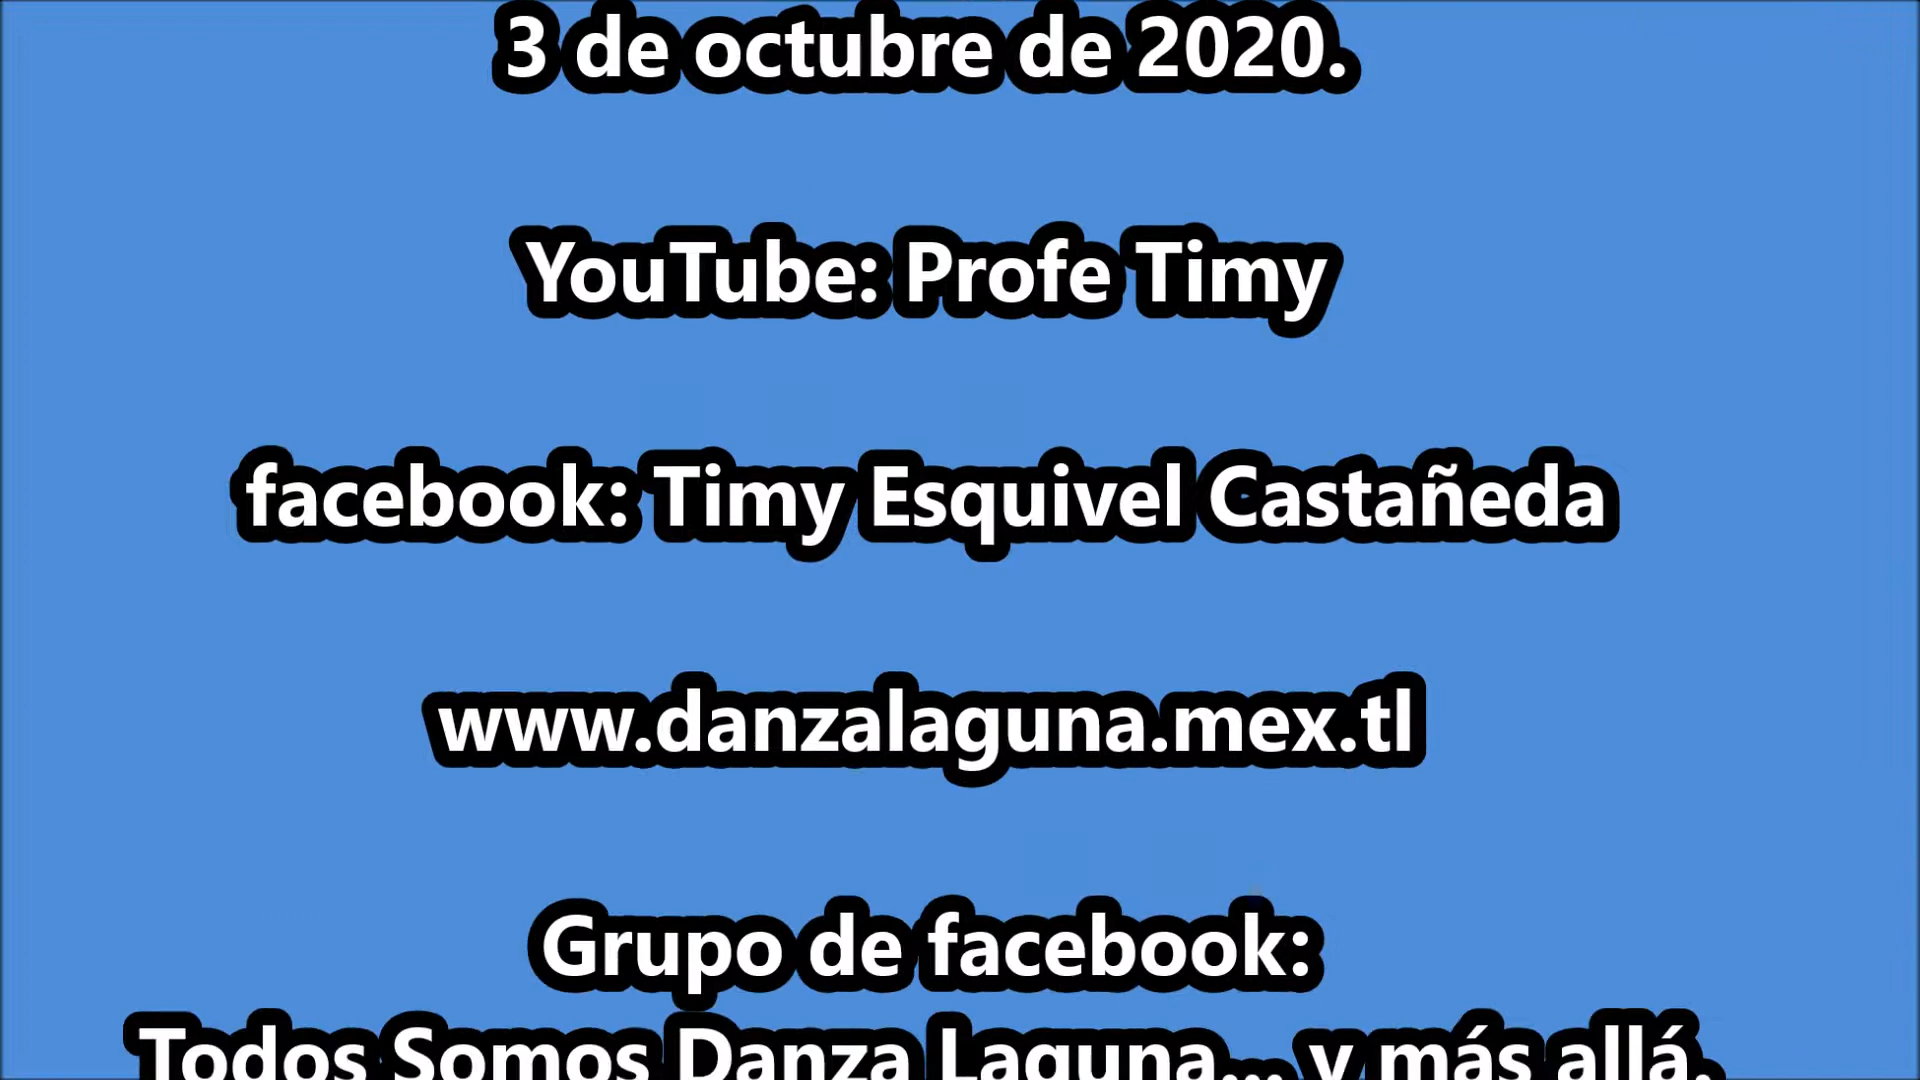 3 de octubre de 2020.
YouTube: Profe Timy
facebook: Timy Esquivel Castañeda
www.danzalaguna.mex.tl
Grupo de facebook:
Todos Somos Danza Laguna... y más allá.